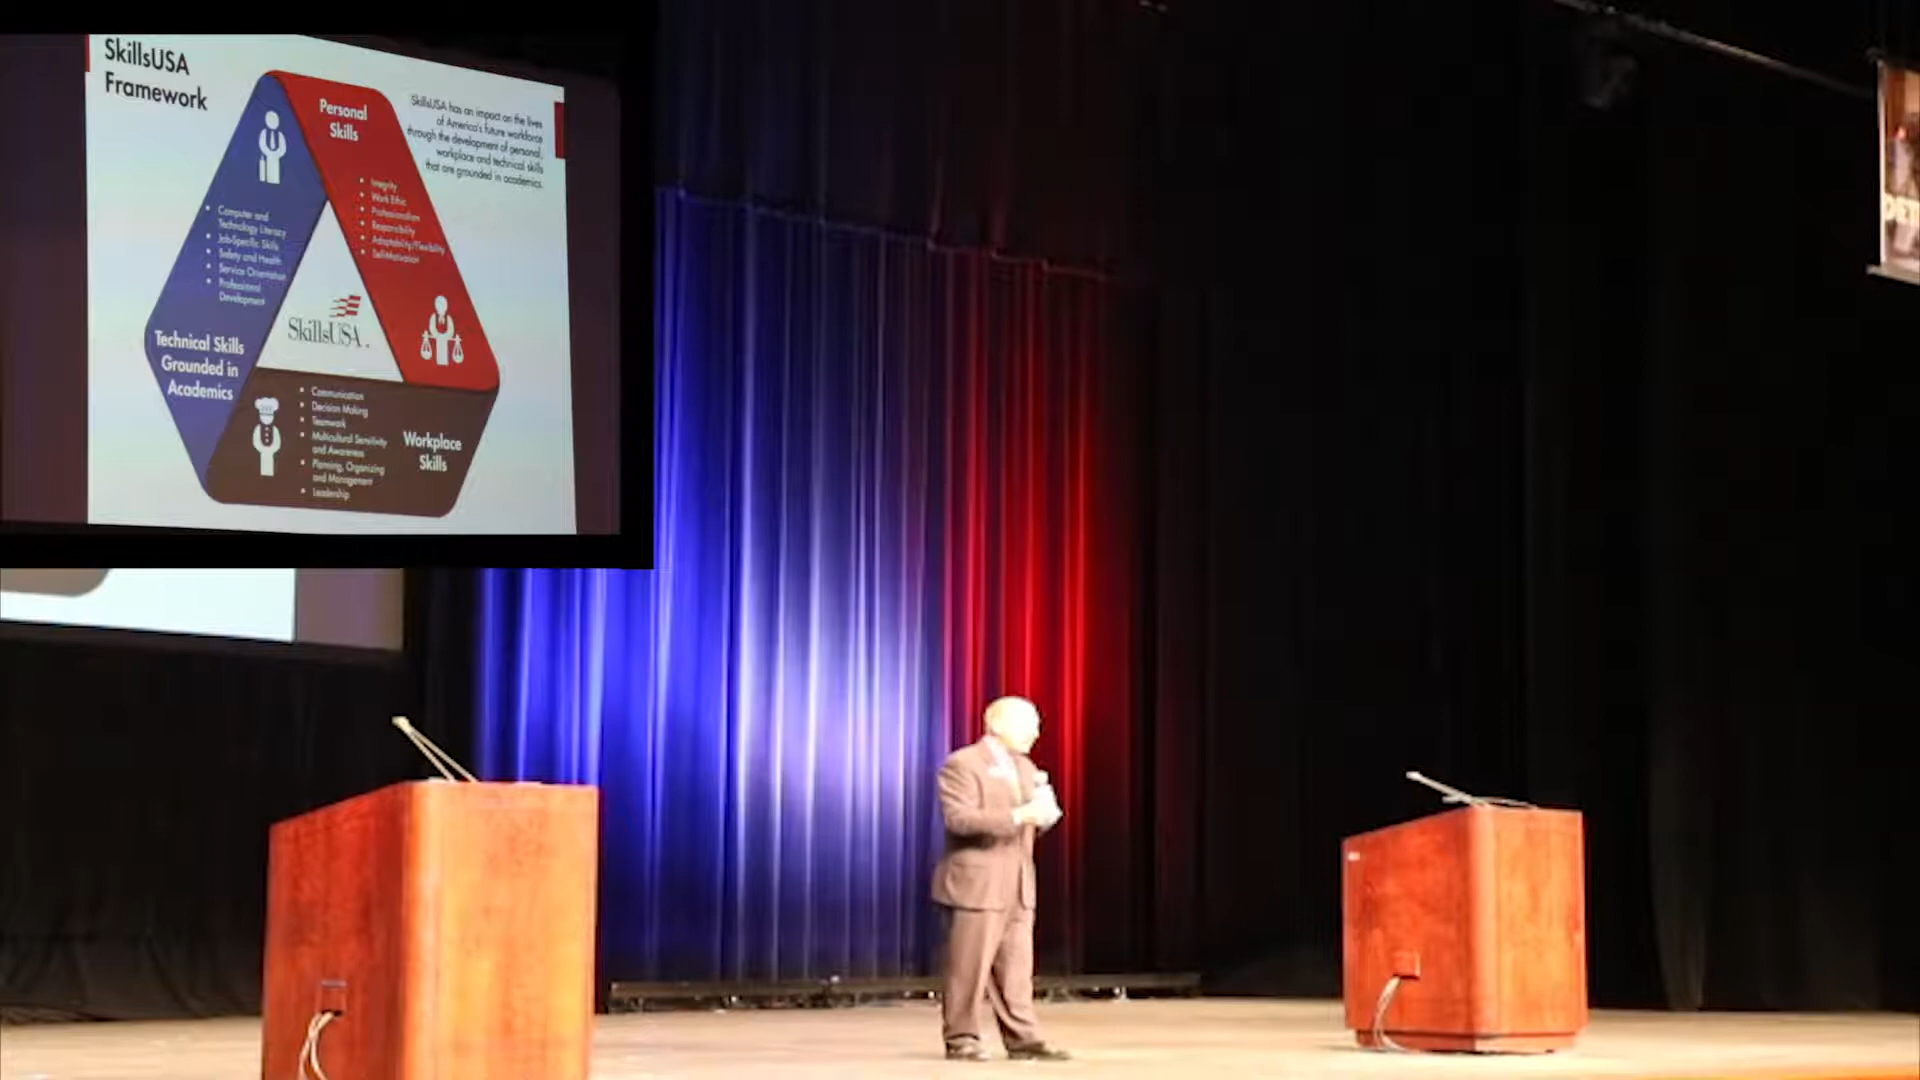 SkillsUSA
Framework
Personal
Skills
SkillsUSA has an impact on the lives
of America's future workforce
through the development of personal,
workplace and technical skills
that are grounded in academics.
• Integrity
• Work Ethic
• Professionalism
• Responsibility
• Adaptability/Flexibility
• Self-Motivation
• Computer and
Technology Literacy
• Job-Specific Skills
• Safety and Health
• Service Orientation
• Professional
Development
Technical Skills
Grounded in
Academics
SkillsUSA
• Communication
• Decision Making
• Teamwork
• Multicultural Sensitivity
and Awareness
• Planning, Organizing
and Management
• Leadership
Workplace
Skills